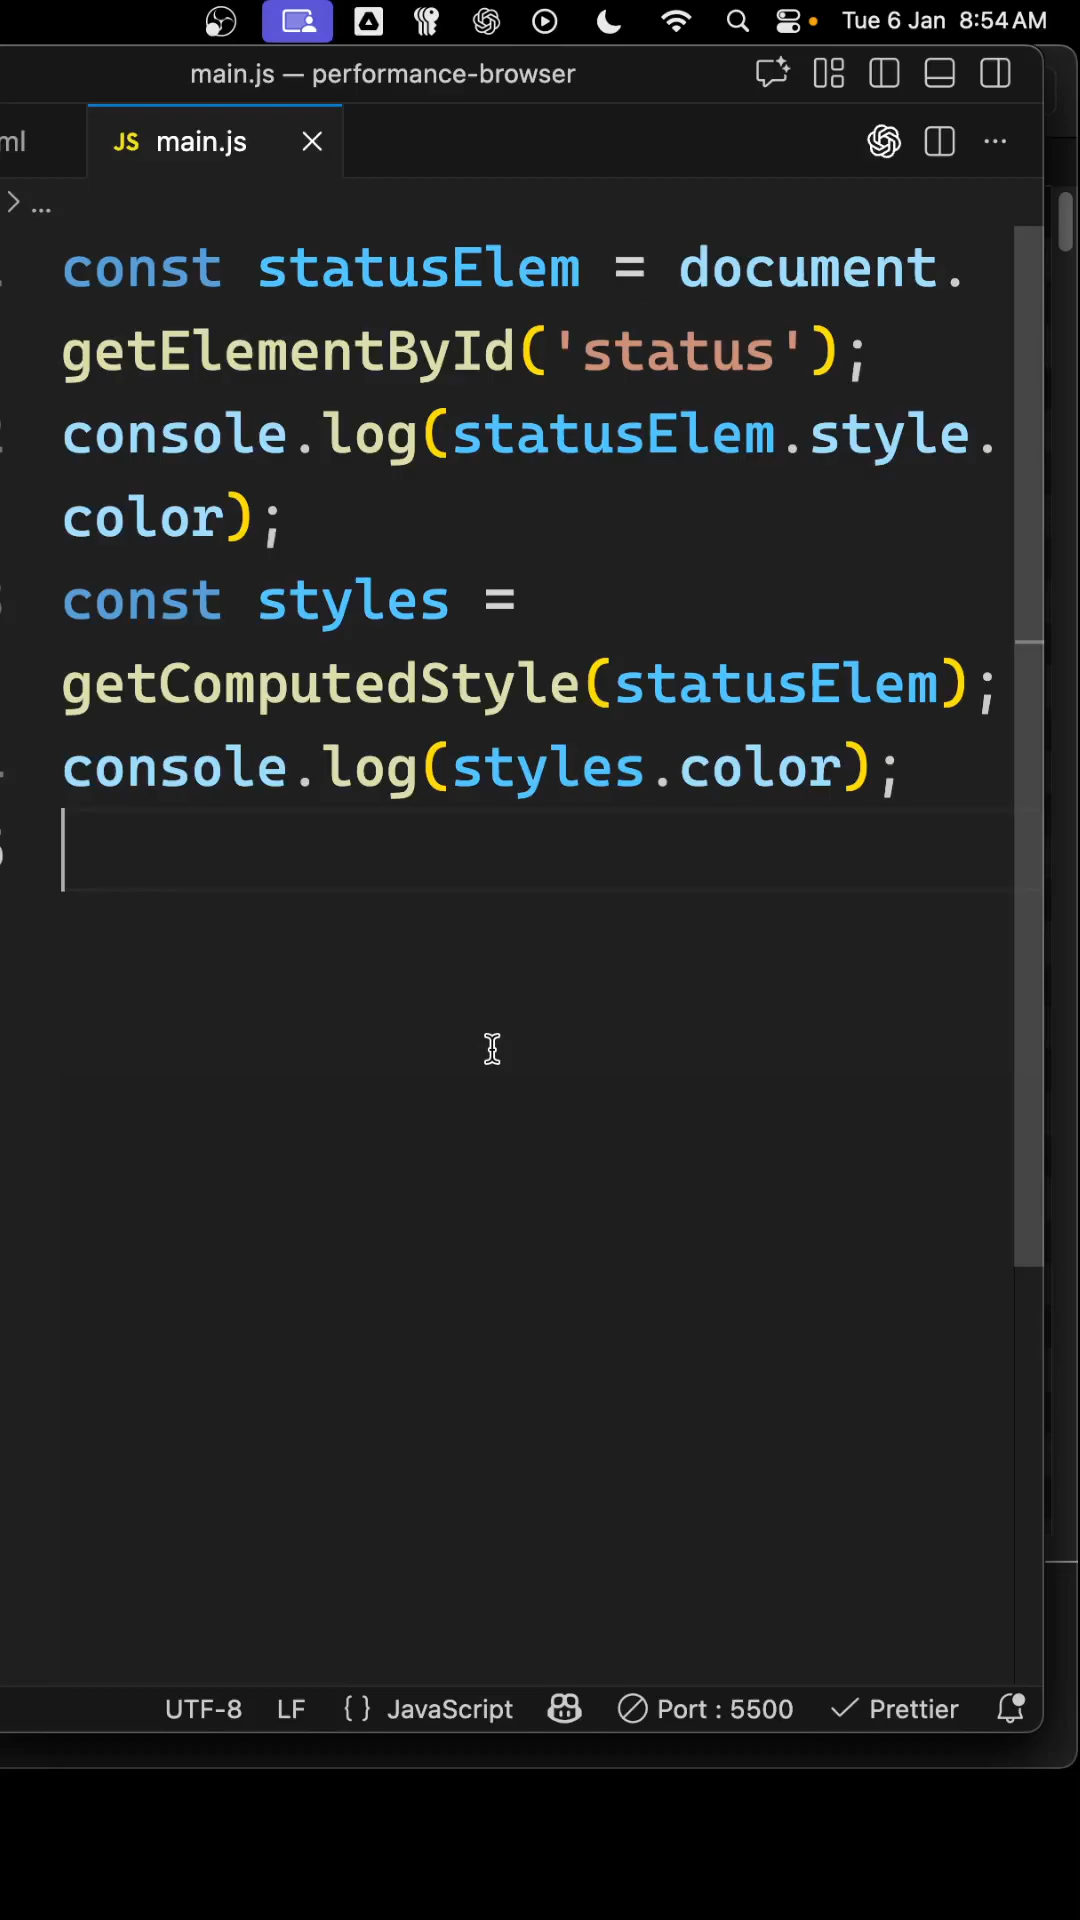 Tue 6 Jan 8:54 AM
main.js — performance-browser
ml
JS main.js
...
const statusElem = document.
getElementById('status');
console.log(statusElem.style.
color);
const styles =
getComputedStyle(statusElem);
console.log(styles.color);
UTF-8 LF { } JavaScript Port : 5500 Prettier